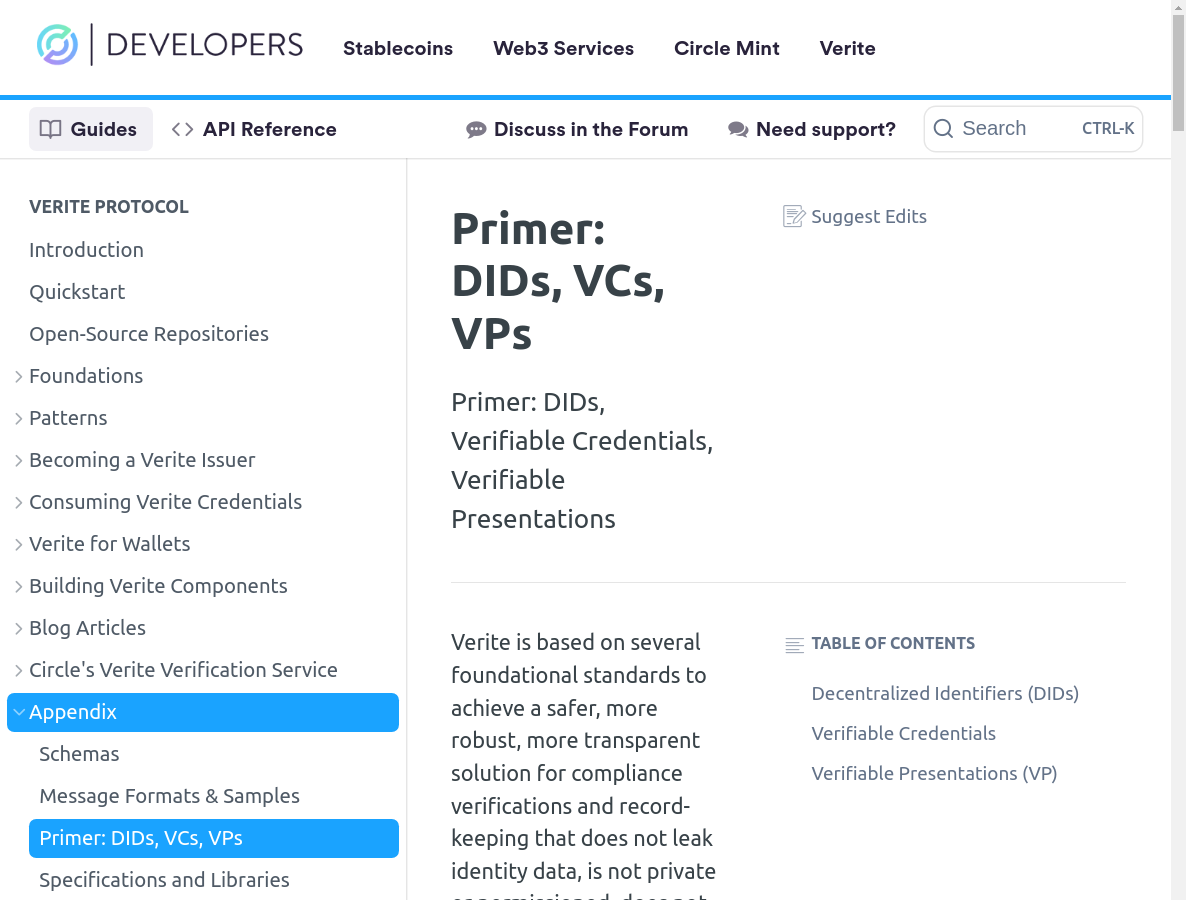 DEVELOPERS
Stablecoins
Web3 Services
Circle Mint
Verite
Guides
API Reference
Discuss in the Forum
Need support?
Search
CTRL-K
VERITE PROTOCOL
Introduction
Quickstart
Open-Source Repositories
Foundations
Patterns
Becoming a Verite Issuer
Consuming Verite Credentials
Verite for Wallets
Building Verite Components
Blog Articles
Circle's Verite Verification Service
Appendix
Schemas
Message Formats & Samples
Primer: DIDs, VCs, VPs
Specifications and Libraries
Primer:
DIDs, VCs,
VPs
Suggest Edits
Primer: DIDs,
Verifiable Credentials,
Verifiable
Presentations
Verite is based on several
foundational standards to
achieve a safer, more
robust, more transparent
solution for compliance
verifications and record-
keeping that does not leak
identity data, is not private
TABLE OF CONTENTS
Decentralized Identifiers (DIDs)
Verifiable Credentials
Verifiable Presentations (VP)